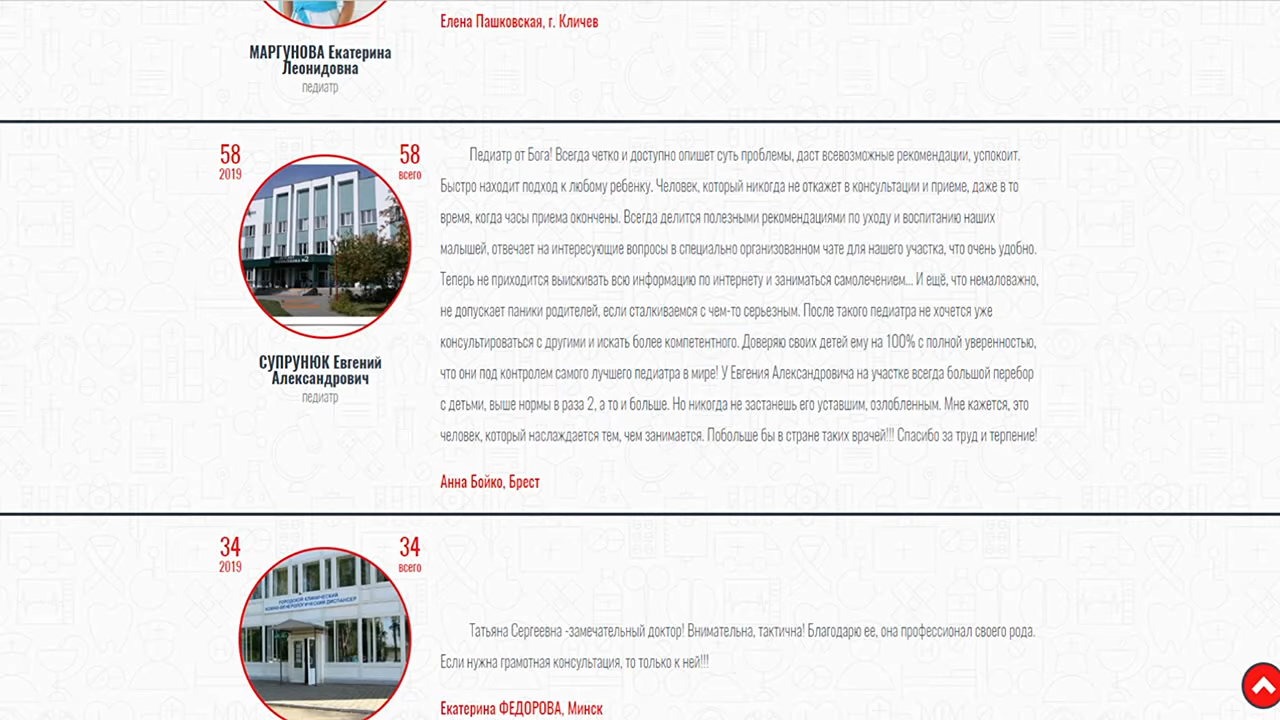 Елена Пашковская, г. Кличев
МАРГУНОВА Екатерина
Леонидовна
педиатр
58
2019
58
всего
СУПРУНЮК Евгений
Александрович
педиатр
Педиатр от Бога! Всегда четко и доступно опишет суть проблемы, даст всевозможные рекомендации, успокоит.
Быстро находит подход к любому ребенку. Человек, который никогда не откажет в консультации и приеме, даже в то
время, когда часы приема окончены. Всегда делится полезными рекомендациями по уходу и воспитанию наших
малышей, отвечает на интересующие вопросы в специально организованном чате для нашего участка, что очень удобно.
Теперь не приходится выискивать всю информацию по интернету и заниматься самолечением... И ещё, что немаловажно,
не допускает паники родителей, если сталкиваемся с чем-то серьезным. После такого педиатра не хочется уже
консультироваться с другими и искать более компетентного. Доверяю своих детей ему на 100% с полной уверенностью,
что они под контролем самого лучшего педиатра в мире! У Евгения Александровича на участке всегда большой перебор
с детьми, выше нормы в раза 2, а то и больше. Но никогда не застанешь его уставшим, озлобленным. Мне кажется, это
человек, который наслаждается тем, чем занимается. Побольше бы в стране таких врачей!!! Спасибо за труд и терпение!
Анна Бойко, Брест
34
2019
34
всего
ГОРОДСКОЙ КЛИНИЧЕСКИЙ
КОЖНО-ВЕНЕРОЛОГИЧЕСКИЙ ДИСПАНСЕР
Татьяна Сергеевна -замечательный доктор! Внимательна, тактична! Благодарю ее, она профессионал своего рода.
Если нужна грамотная консультация, то только к ней!!!
Екатерина ФЕДОРОВА, Минск